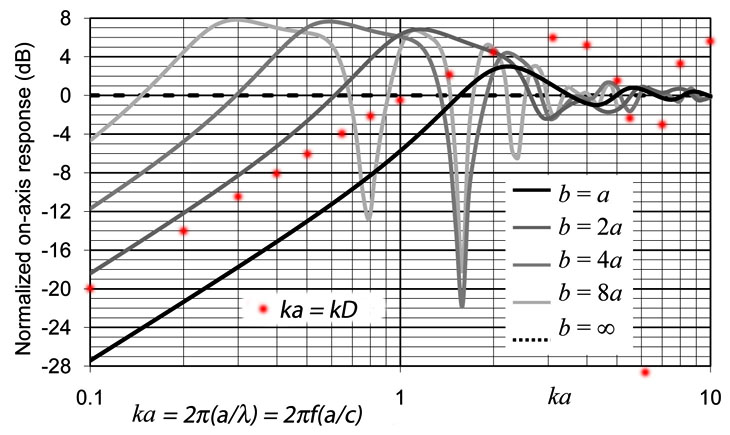 Normalized on-axis response (dB)
8
4
0
-4
-8
-12
-16
-20
-24
-28
b = a
b = 2a
b = 4a
b = 8a
b = ∞
ka = kD
0.1
1
ka
10
ka = 2π(a/λ) = 2πf(a/c)